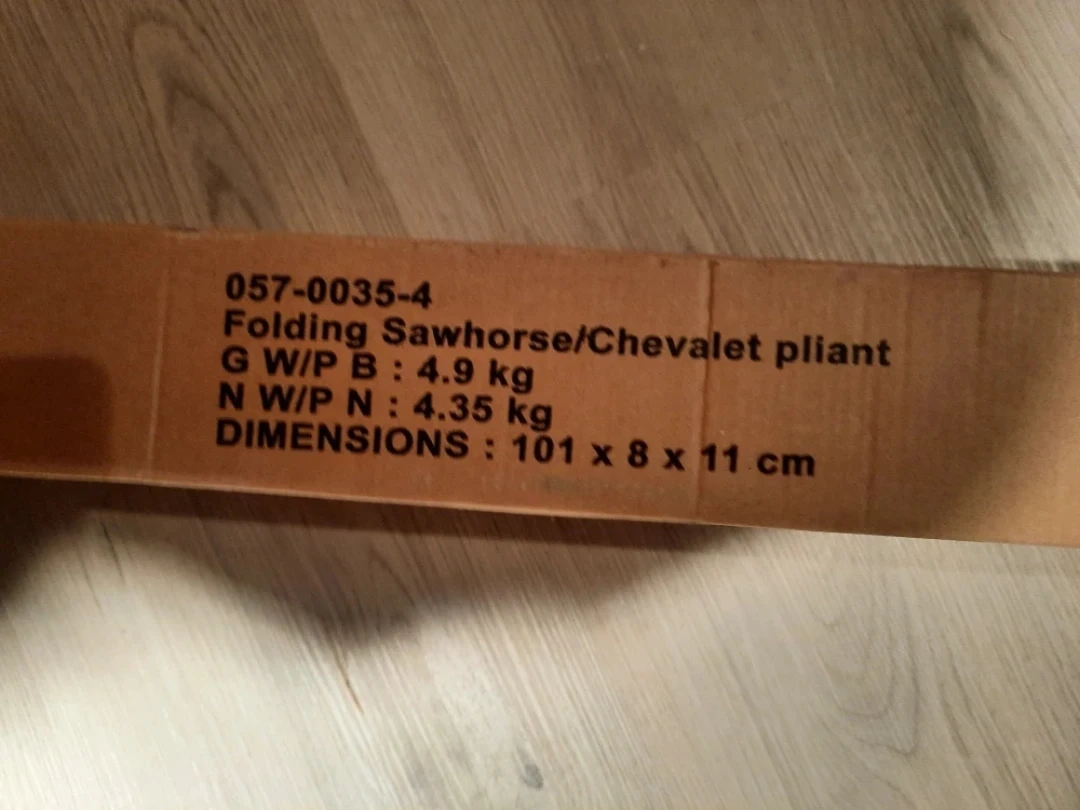 057-0035-4
Folding Sawhorse/Chevalet pliant
G W/P B : 4.9 kg
N W/P N : 4.35 kg
DIMENSIONS : 101 x 8 x 11 cm